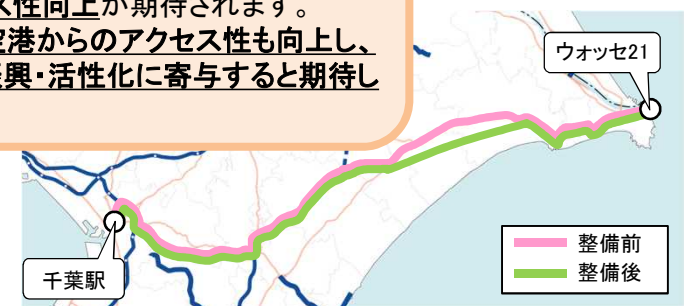 ス性向上が期待されます。
空港からのアクセス性も向上し、
興・活性化に寄与すると期待し
ウォッセ21
千葉駅
整備前
整備後